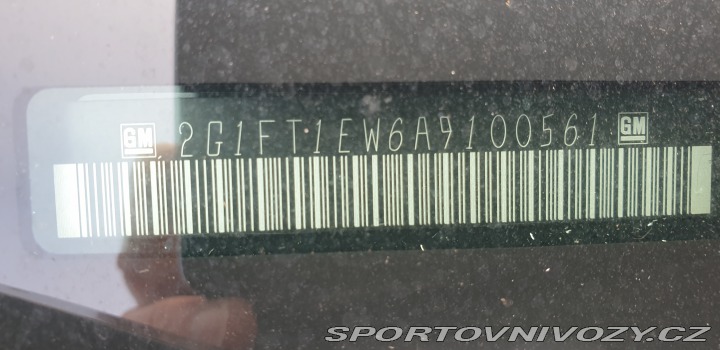 GM 2G1FT1EW6A9100561 GM
SPORTOVNIVOZY.CZ